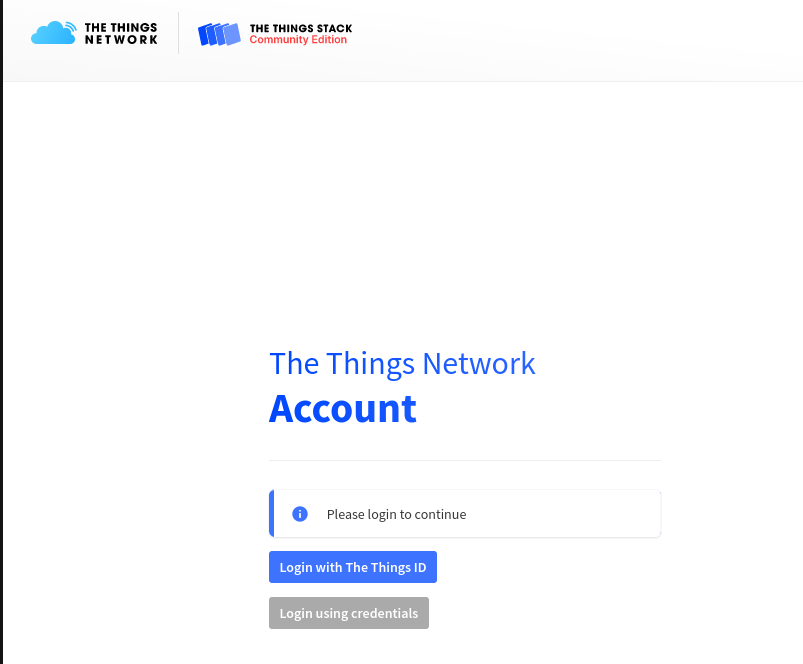 THE THINGS
NETWORK
THE THINGS STACK
Community Edition
The Things Network
Account
Please login to continue
Login with The Things ID
Login using credentials